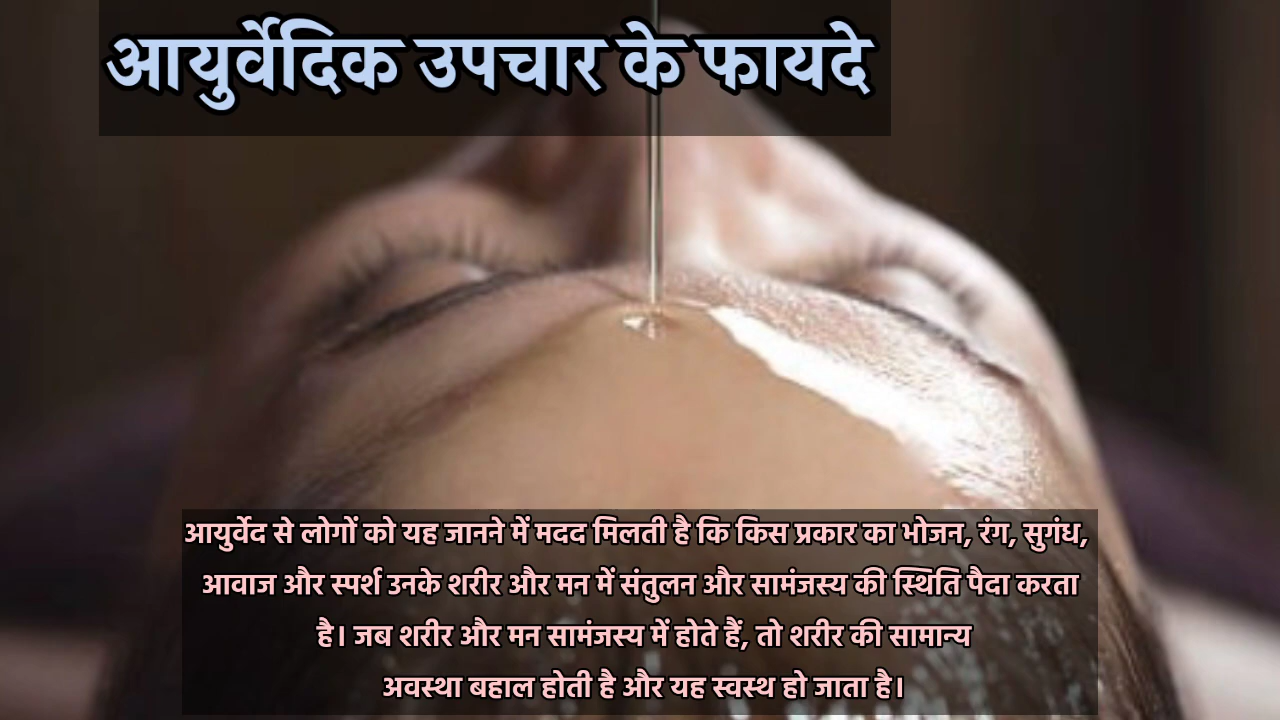 आयुर्वेदिक उपचार के फायदे
आयुर्वेद से लोगों को यह जानने में मदद मिलती है कि किस प्रकार का भोजन, रंग, सुगंध,
आवाज और स्पर्श उनके शरीर और मन में संतुलन और सामंजस्य की स्थिति पैदा करता
है। जब शरीर और मन सामंजस्य में होते हैं, तो शरीर की सामान्य
अवस्था बहाल होती है और यह स्वस्थ हो जाता है।